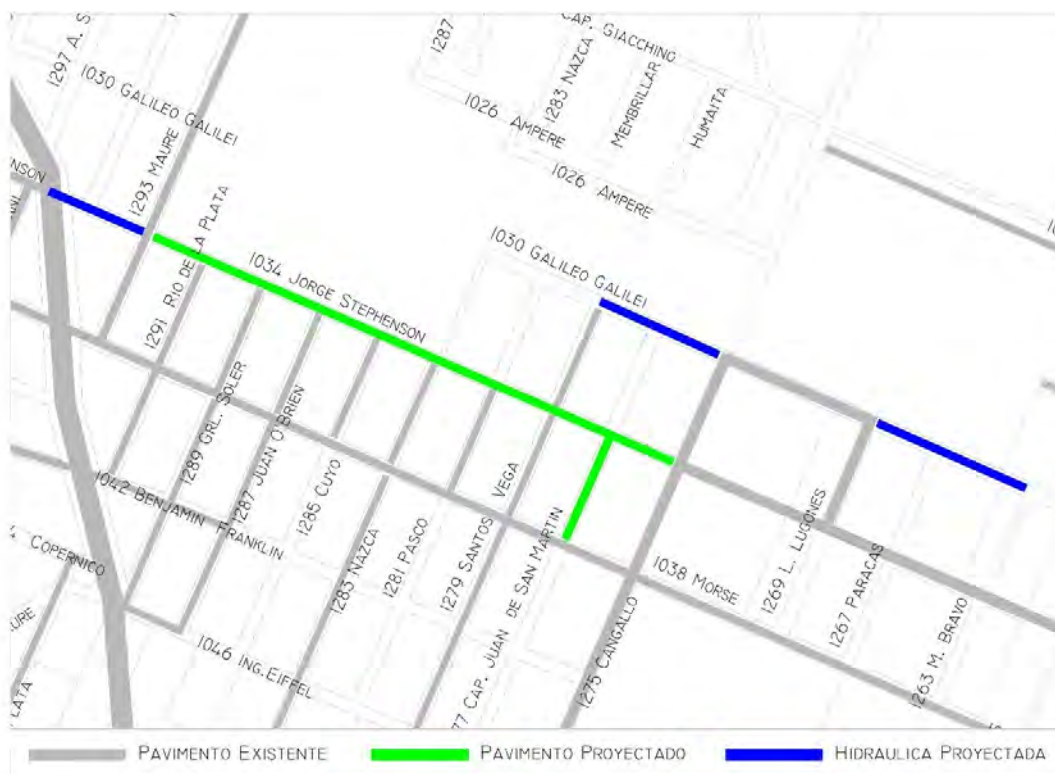 1297 A. S
1030 GALILEO GALILEI
1287
CAP. GIACCHINO
1283 NAZCA
MEMBRILLAR
HUMAITA
1026 AMPERE
1026 AMPERE
1293 MAURE
NSON
1291 RIO DE LA PLATA
1034 JORGE STEPHENSON
1030 GALILEO GALILEI
1289 GRL. SOLER
1287 JUAN O'BRIEN
1285 CUYO
1283 NAZCA
1281 PASCO
1279 SANTOS VEGA
77 CAP. JUAN DE SAN MARTIN
1275 CANGALLO
1038 MORSE
1269 L. LUGONES
1267 PARACAS
1263 M. BRAVO
1042 BENJAMIN FRANKLIN
COPERNICO
1046 ING.EIFFEL
URE
PLATA
PAVIMENTO EXISTENTE
PAVIMENTO PROYECTADO
HIDRAULICA PROYECTADA